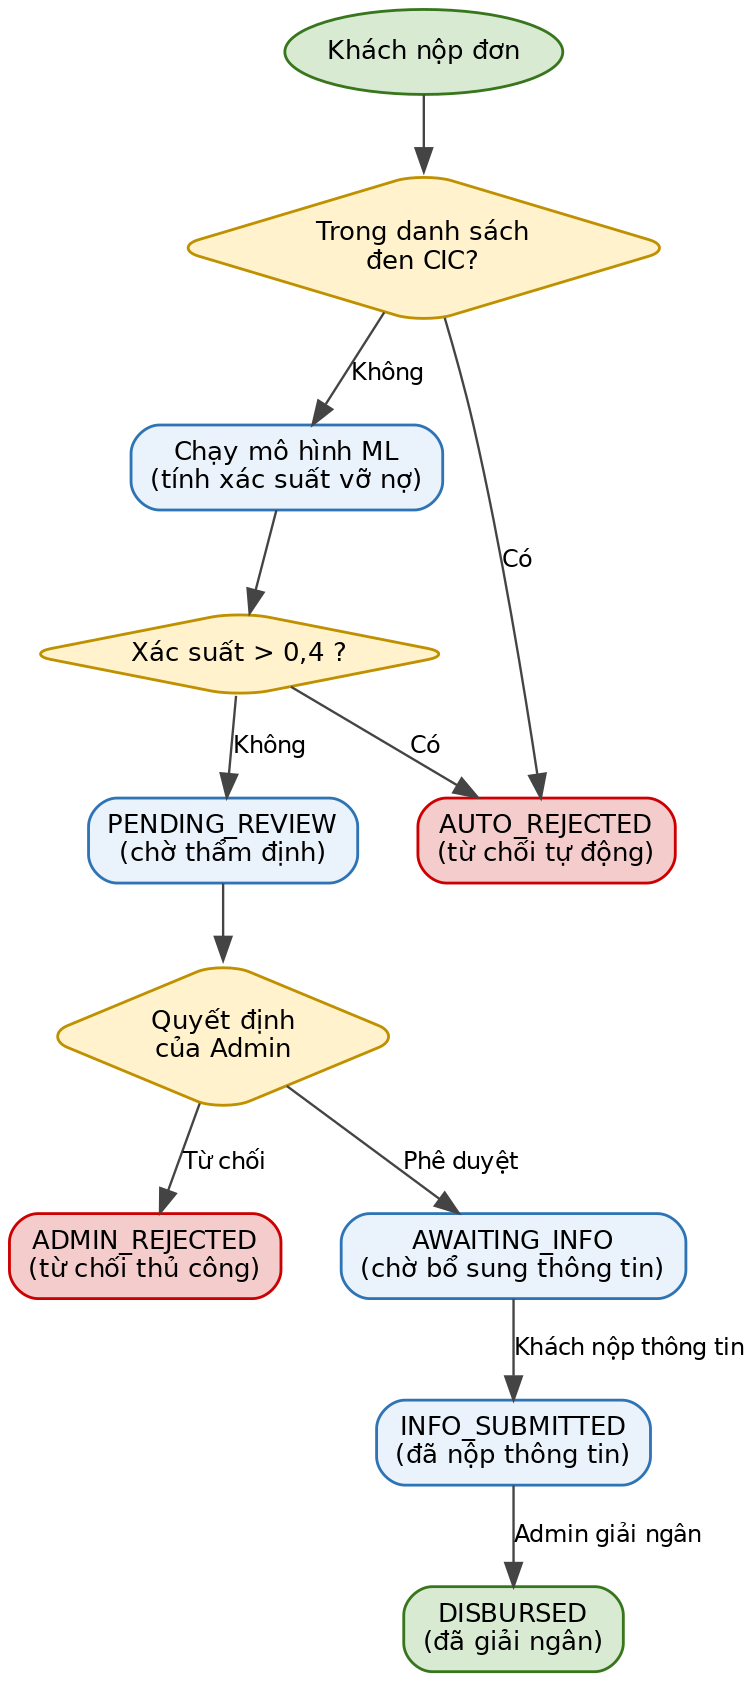 Khách nộp đơn
Trong danh sách
đen CIC?
Không
Chạy mô hình ML
(tính xác suất vỡ nợ)
Có
Xác suất > 0,4 ?
Không
Có
PENDING_REVIEW
(chờ thẩm định)
AUTO_REJECTED
(từ chối tự động)
Quyết định
của Admin
Từ chối
Phê duyệt
ADMIN_REJECTED
(từ chối thủ công)
AWAITING_INFO
(chờ bổ sung thông tin)
Khách nộp thông tin
INFO_SUBMITTED
(đã nộp thông tin)
Admin giải ngân
DISBURSED
(đã giải ngân)